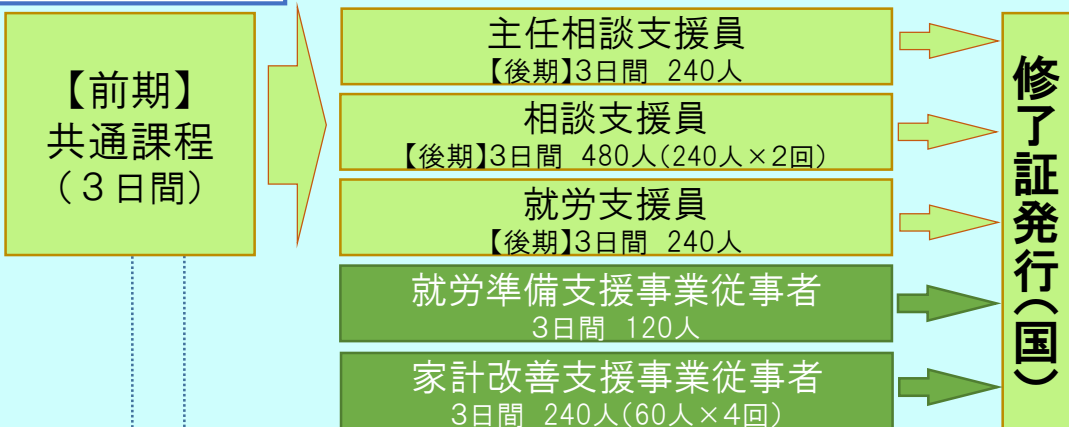 【前期】
共通課程
(３日間)
主任相談支援員
【後期】3日間 240人
相談支援員
【後期】3日間 480人(240人×2回)
就労支援員
【後期】3日間 240人
就労準備支援事業従事者
3日間 120人
家計改善支援事業従事者
3日間 240人(60人×4回)
修了証発行(国)